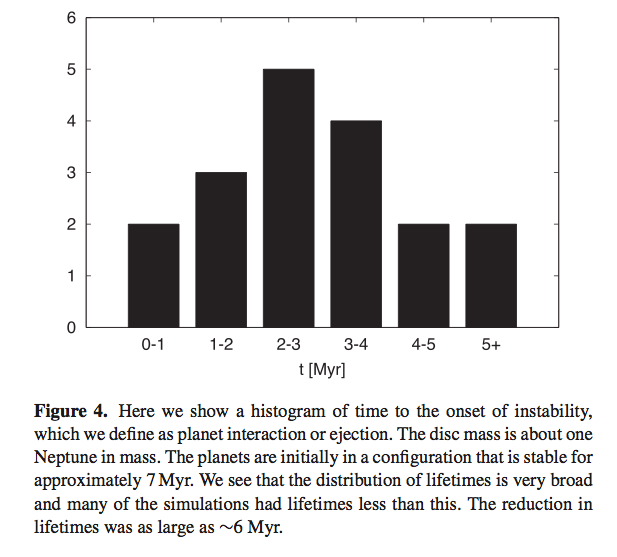 6
5
4
3
2
1
0
0-1 1-2 2-3 3-4 4-5 5+
t [Myr]
Figure 4. Here we show a histogram of time to the onset of instability,
which we define as planet interaction or ejection. The disc mass is about one
Neptune in mass. The planets are initially in a configuration that is stable for
approximately 7 Myr. We see that the distribution of lifetimes is very broad
and many of the simulations had lifetimes less than this. The reduction in
lifetimes was as large as ∼6 Myr.